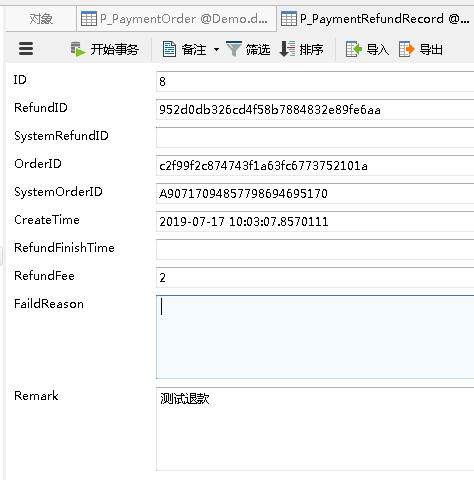 对象 P_PaymentOrder @Demo.d... P_PaymentRefundRecord @...
开始事务 备注 筛选 排序 导入 导出
ID 8
RefundID 952d0db326cd4f58b7884832e89fe6aa
SystemRefundID
OrderID c2f99f2c874743f1a63fc6773752101a
SystemOrderID A90717094857798694695170
CreateTime 2019-07-17 10:03:07.8570111
RefundFinishTime
RefundFee 2
FaildReason
Remark 测试退款